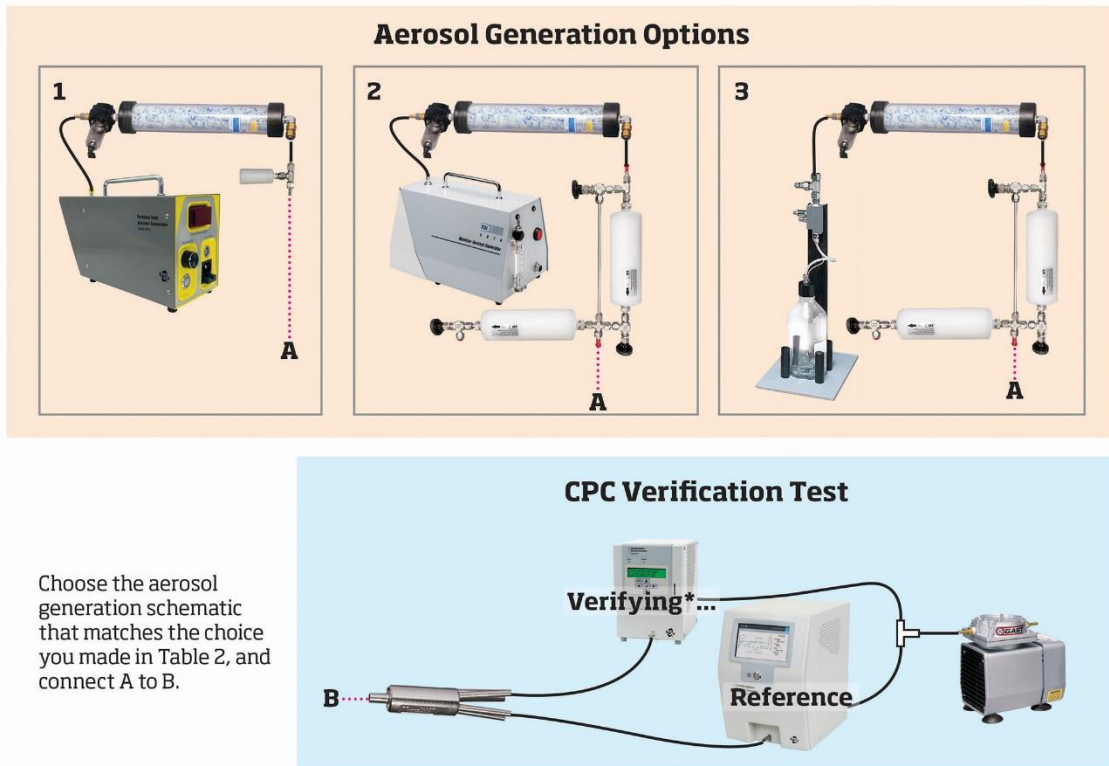 Aerosol Generation Options
1
2
3
A
A
A
CPC Verification Test
Choose the aerosol
generation schematic
that matches the choice
you made in Table 2, and
connect A to B.
Verifying*...
B
Reference
GAST